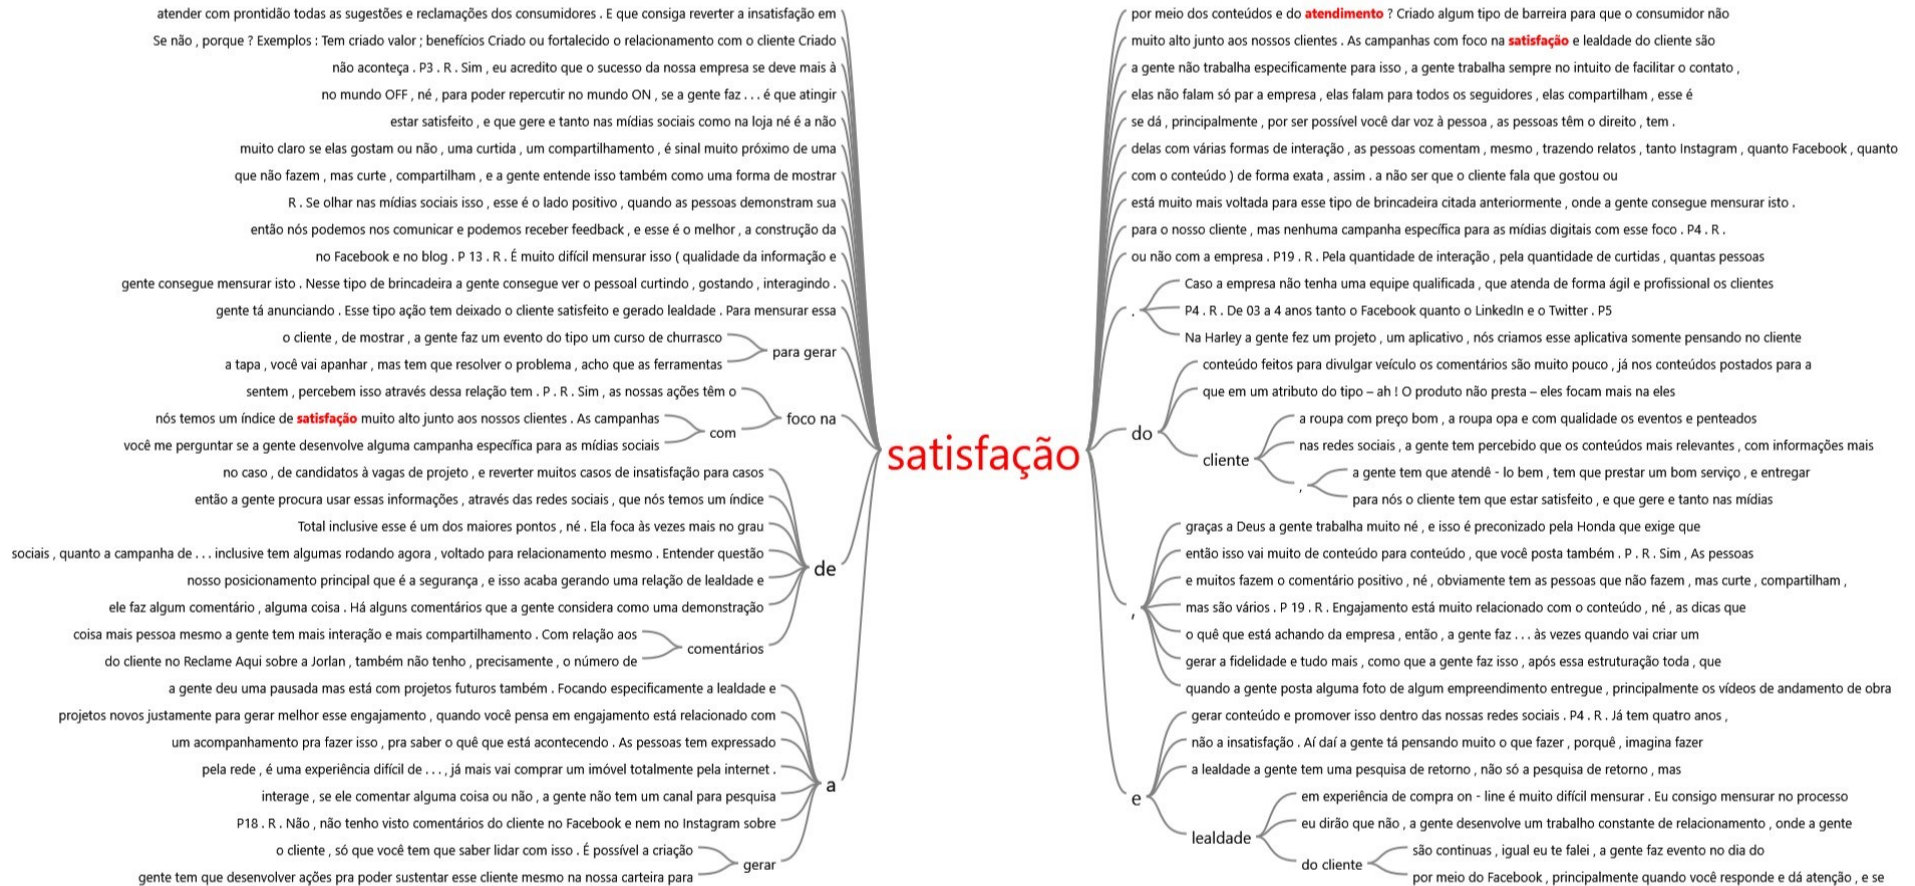 atender com prontidão todas as sugestões e reclamações dos consumidores . E que consiga reverter a insatisfação em
Se não , porque ? Exemplos : Tem criado valor ; benefícios Criado ou fortalecido o relacionamento com o cliente Criado
não aconteça . P3 . R . Sim , eu acredito que o sucesso da nossa empresa se deve mais à
no mundo OFF , né , para poder repercutir no mundo ON , se a gente faz . . . é que atingir
estar satisfeito , e que gere e tanto nas mídias sociais como na loja né é a não
muito claro se elas gostam ou não , uma curtida , um compartilhamento , é sinal muito próximo de uma
que não fazem , mas curte , compartilham , e a gente entende isso também como uma forma de mostrar
R . Se olhar nas mídias sociais isso , esse é o lado positivo , quando as pessoas demonstram sua
então nós podemos nos comunicar e podemos receber feedback , e esse é o melhor , a construção da
no Facebook e no blog . P 13 . R . É muito difícil mensurar isso ( qualidade da informação e
gente consegue mensurar isto . Nesse tipo de brincadeira a gente consegue ver o pessoal curtindo , gostando , interagindo .
gente tá anunciando . Esse tipo ação tem deixado o cliente satisfeito e gerado lealdade . Para mensurar essa
o cliente , de mostrar , a gente faz um evento do tipo um curso de churrasco
a tapa , você vai apanhar , mas tem que resolver o problema , acho que as ferramentas
para gerar
sentem , percebem isso através dessa relação tem . P . R . Sim , as nossas ações têm o
nós temos um índice de satisfação muito alto junto aos nossos clientes . As campanhas
você me perguntar se a gente desenvolve alguma campanha específica para as mídias sociais
com
foco na
no caso , de candidatos à vagas de projeto , e reverter muitos casos de insatisfação para casos
então a gente procura usar essas informações , através das redes sociais , que nós temos um índice
Total inclusive esse é um dos maiores pontos , né . Ela foca às vezes mais no grau
sociais , quanto a campanha de . . . inclusive tem algumas rodando agora , voltado para relacionamento mesmo . Entender questão
nosso posicionamento principal que é a segurança , e isso acaba gerando uma relação de lealdade e
ele faz algum comentário , alguma coisa . Há alguns comentários que a gente considera como uma demonstração
coisa mais pessoa mesmo a gente tem mais interação e mais compartilhamento . Com relação aos
do cliente no Reclame Aqui sobre a Jorlan , também não tenho , precisamente , o número de
comentários
de
a gente deu uma pausada mas está com projetos futuros também . Focando especificamente a lealdade e
projetos novos justamente para gerar melhor esse engajamento , quando você pensa em engajamento está relacionado com
um acompanhamento pra fazer isso , pra saber o quê que está acontecendo . As pessoas tem expressado
pela rede , é uma experiência difícil de . . . , já mais vai comprar um imóvel totalmente pela internet .
interage , se ele comentar alguma coisa ou não , a gente não tem um canal para pesquisa
P18 . R . Não , não tenho visto comentários do cliente no Facebook e nem no Instagram sobre
o cliente , só que você tem que saber lidar com isso . É possível a criação
gente tem que desenvolver ações pra poder sustentar esse cliente mesmo na nossa carteira para
gerar
a
satisfação
por meio dos conteúdos e do atendimento ? Criado algum tipo de barreira para que o consumidor não
muito alto junto aos nossos clientes . As campanhas com foco na satisfação e lealdade do cliente são
a gente não trabalha especificamente para isso , a gente trabalha sempre no intuito de facilitar o contato ,
elas não falam só par a empresa , elas falam para todos os seguidores , elas compartilham , esse é
se dá , principalmente , por ser possível você dar voz à pessoa , as pessoas têm o direito , tem .
delas com várias formas de interação , as pessoas comentam , mesmo , trazendo relatos , tanto Instagram , quanto Facebook , quanto
com o conteúdo ) de forma exata , assim . a não ser que o cliente fala que gostou ou
está muito mais voltada para esse tipo de brincadeira citada anteriormente , onde a gente consegue mensurar isto .
para o nosso cliente , mas nenhuma campanha específica para as mídias digitais com esse foco . P4 . R .
ou não com a empresa . P19 . R . Pela quantidade de interação , pela quantidade de curtidas , quantas pessoas
.
Caso a empresa não tenha uma equipe qualificada , que atenda de forma ágil e profissional os clientes
P4 . R . De 03 a 4 anos tanto o Facebook quanto o LinkedIn e o Twitter . P5
Na Harley a gente fez um projeto , um aplicativo , nós criamos esse aplicativa somente pensando no cliente
do
conteúdo feitos para divulgar veículo os comentários são muito pouco , já nos conteúdos postados para a
que em um atributo do tipo – ah ! O produto não presta – eles focam mais na eles
cliente
a roupa com preço bom , a roupa opa e com qualidade os eventos e penteados
nas redes sociais , a gente tem percebido que os conteúdos mais relevantes , com informações mais
,
a gente tem que atendê - lo bem , tem que prestar um bom serviço , e entregar
para nós o cliente tem que estar satisfeito , e que gere e tanto nas mídias
,
graças a Deus a gente trabalha muito né , e isso é preconizado pela Honda que exige que
então isso vai muito de conteúdo para conteúdo , que você posta também . P . R . Sim , As pessoas
e muitos fazem o comentário positivo , né , obviamente tem as pessoas que não fazem , mas curte , compartilham ,
mas são vários . P 19 . R . Engajamento está muito relacionado com o conteúdo , né , as dicas que
o quê que está achando da empresa , então , a gente faz . . . às vezes quando vai criar um
gerar a fidelidade e tudo mais , como que a gente faz isso , após essa estruturação toda , que
quando a gente posta alguma foto de algum empreendimento entregue , principalmente os vídeos de andamento de obra
e
gerar conteúdo e promover isso dentro das nossas redes sociais . P4 . R . Já tem quatro anos ,
não a insatisfação . Aí daí a gente tá pensando muito o que fazer , porquê , imagina fazer
a lealdade a gente tem uma pesquisa de retorno , não só a pesquisa de retorno , mas
lealdade
em experiência de compra on - line é muito difícil mensurar . Eu consigo mensurar no processo
eu dirão que não , a gente desenvolve um trabalho constante de relacionamento , onde a gente
do cliente
são continuas , igual eu te falei , a gente faz evento no dia do
por meio do Facebook , principalmente quando você responde e dá atenção , e se